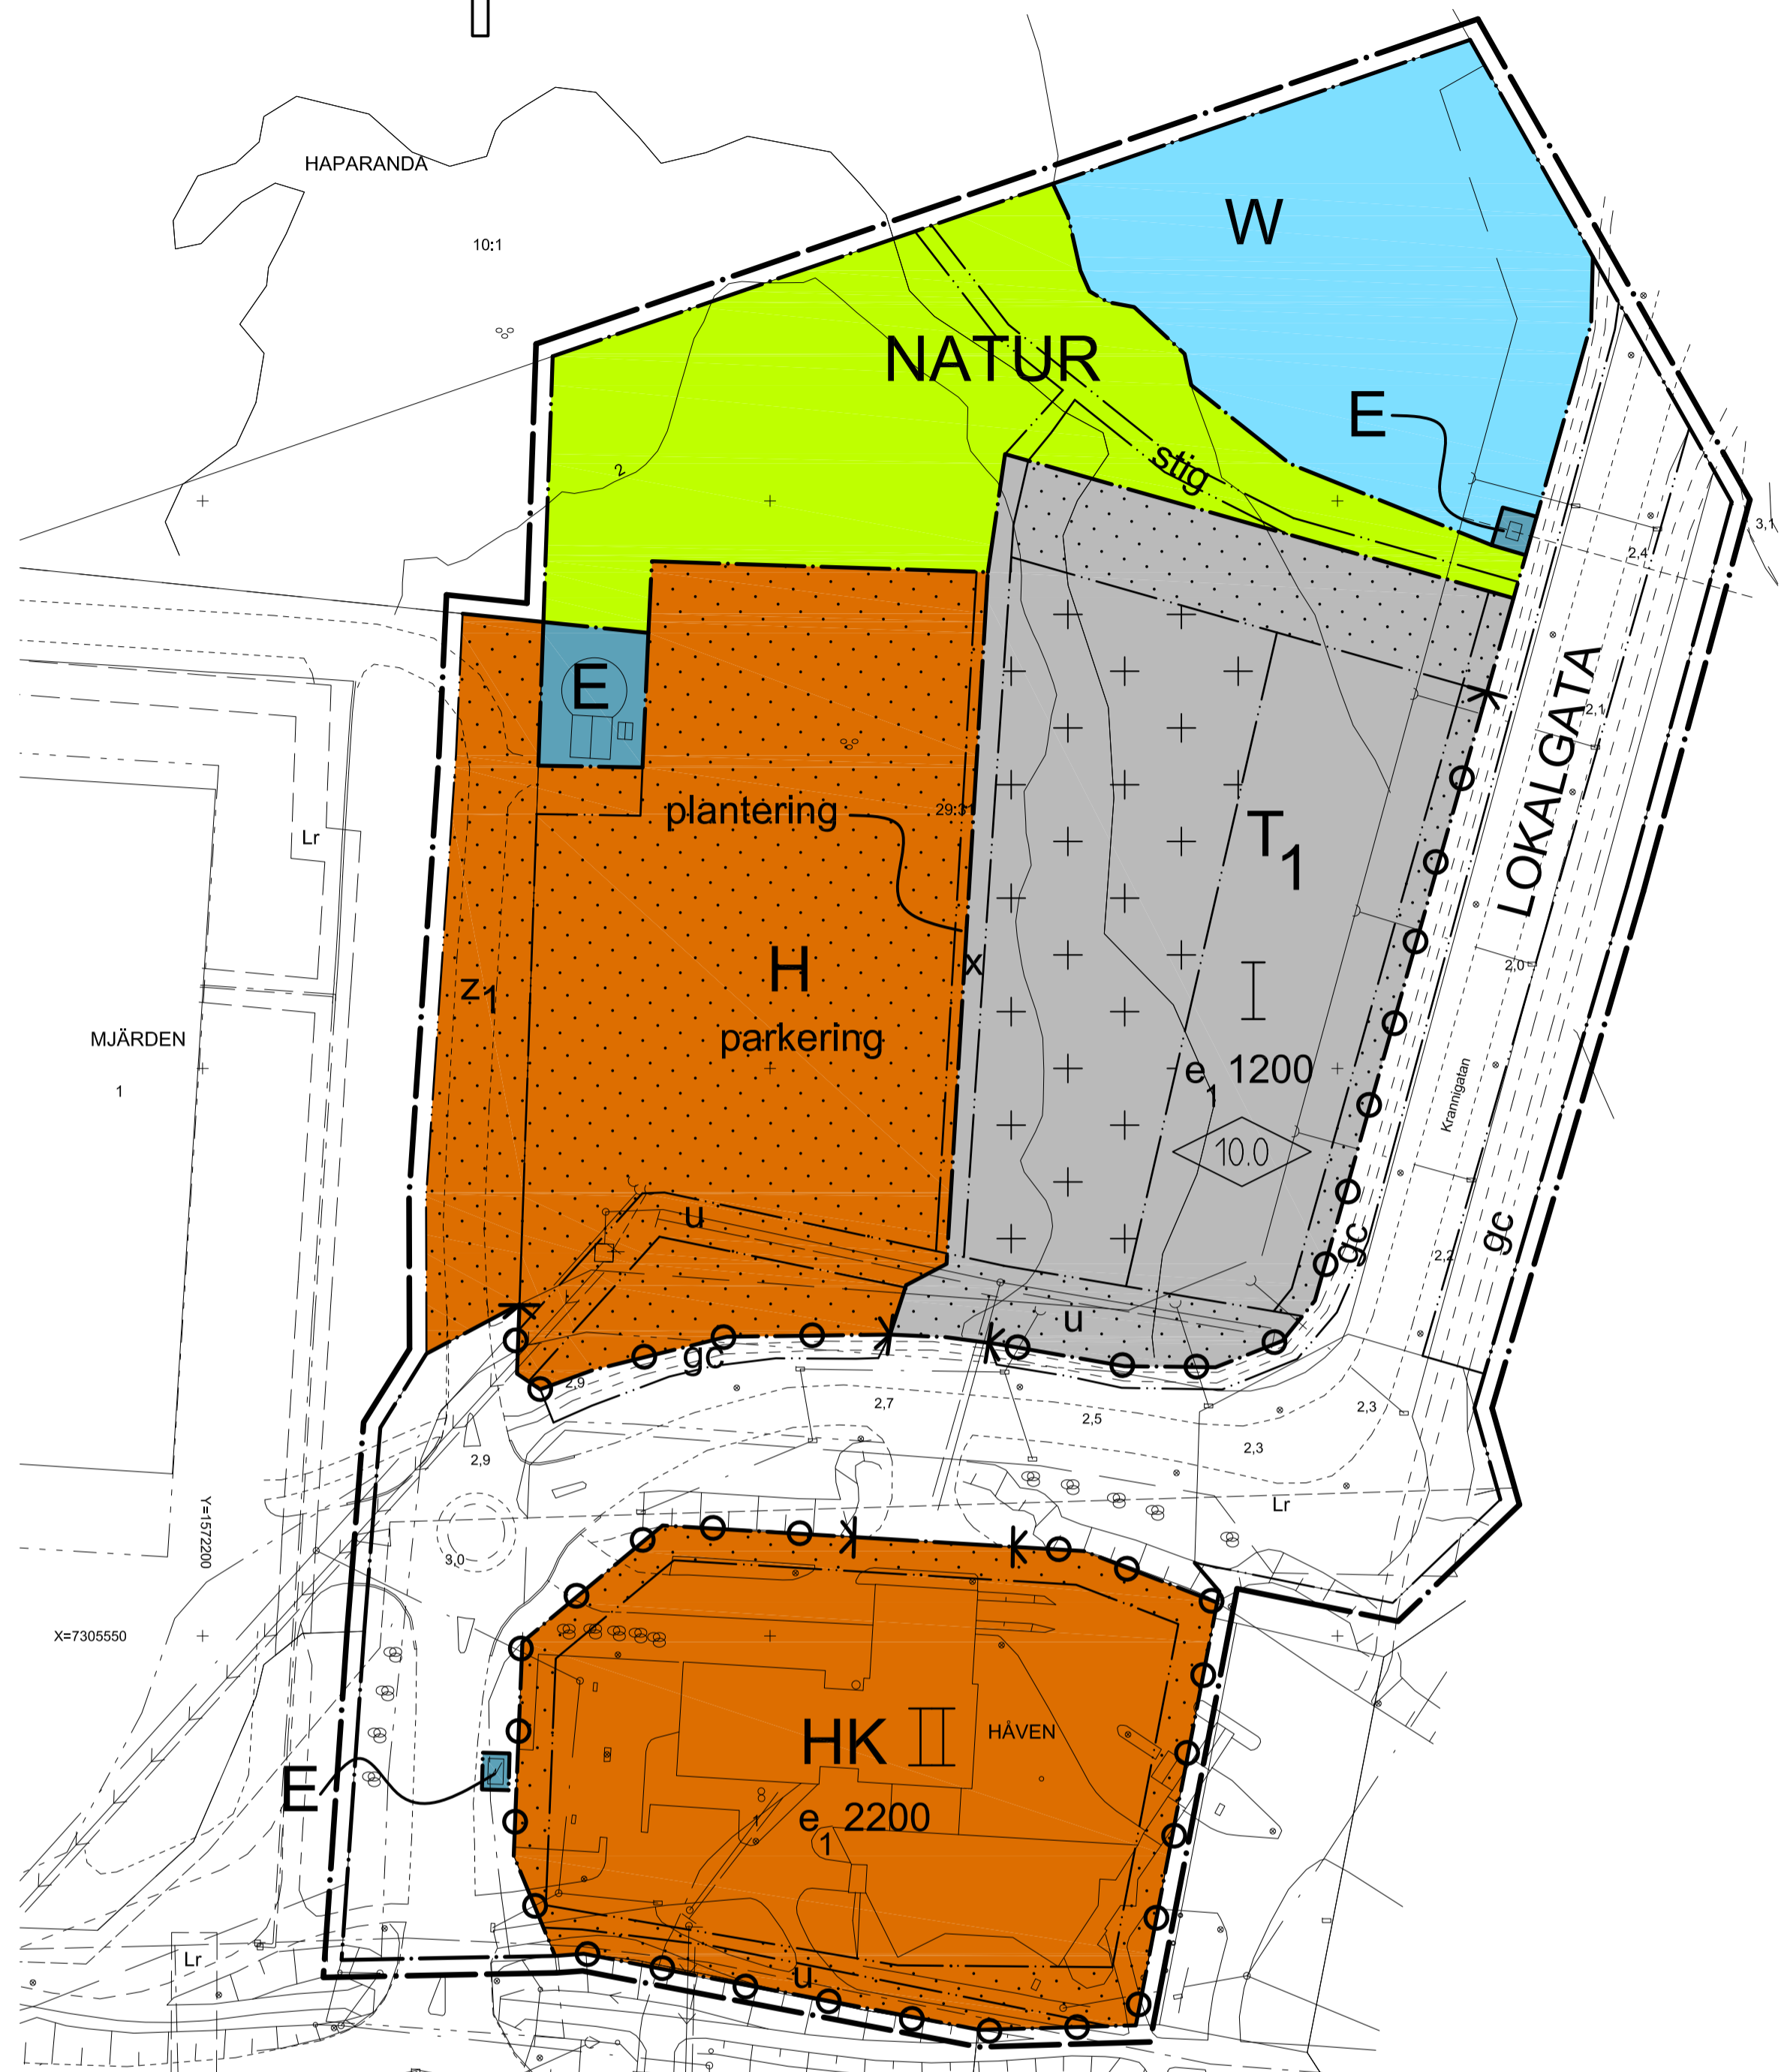 HAPARANDA
10:1
W
NATUR
E
stig
2
3,1
2,4
E
LOKALGATA
2,1
plantering
29:31
T1
Lr
H
x
z1
I
2,0
parkering
MJÄRDEN
1
e1 1200
Krannigatan
10.0
u
gc
gc
2,2
u
gc
2,9
2,7
2,5
2,3
2,3
2,9
Lr
Y=1572200
3,0
X=7305550
HK II
HÅVEN
E
e1 2200
1
Lr
u